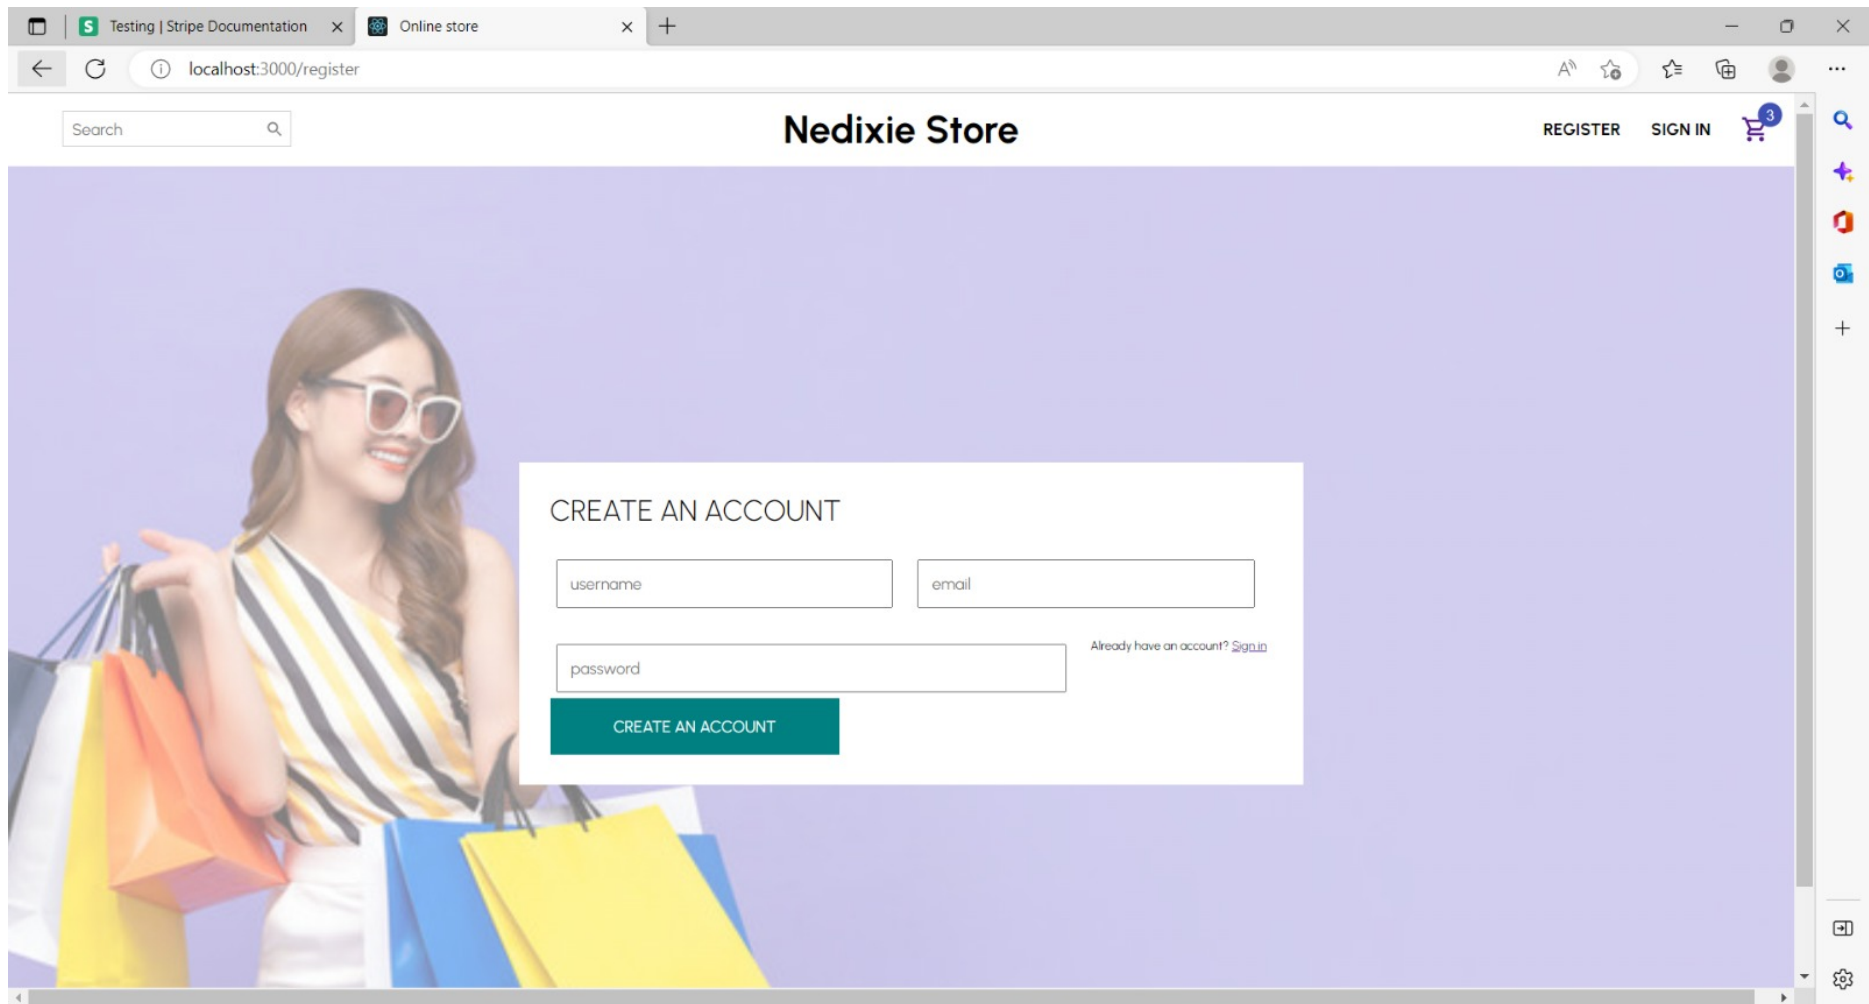 Testing | Stripe Documentation
Online store
localhost:3000/register
Search
Nedixie Store
REGISTER
SIGN IN
3
CREATE AN ACCOUNT
username
email
password
Already have an account? Sign in
CREATE AN ACCOUNT